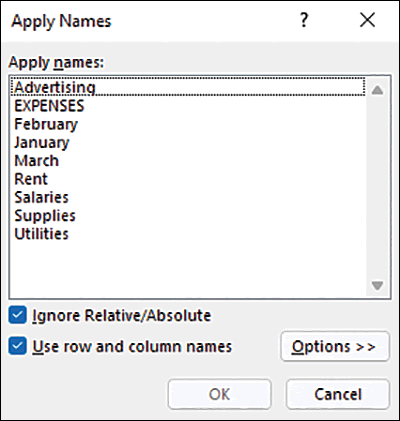 Apply Names ?
Apply names:
Advertising
EXPENSES
February
January
March
Rent
Salaries
Supplies
Utilities
Ignore Relative/Absolute
Use row and column names
Options >>
OK Cancel